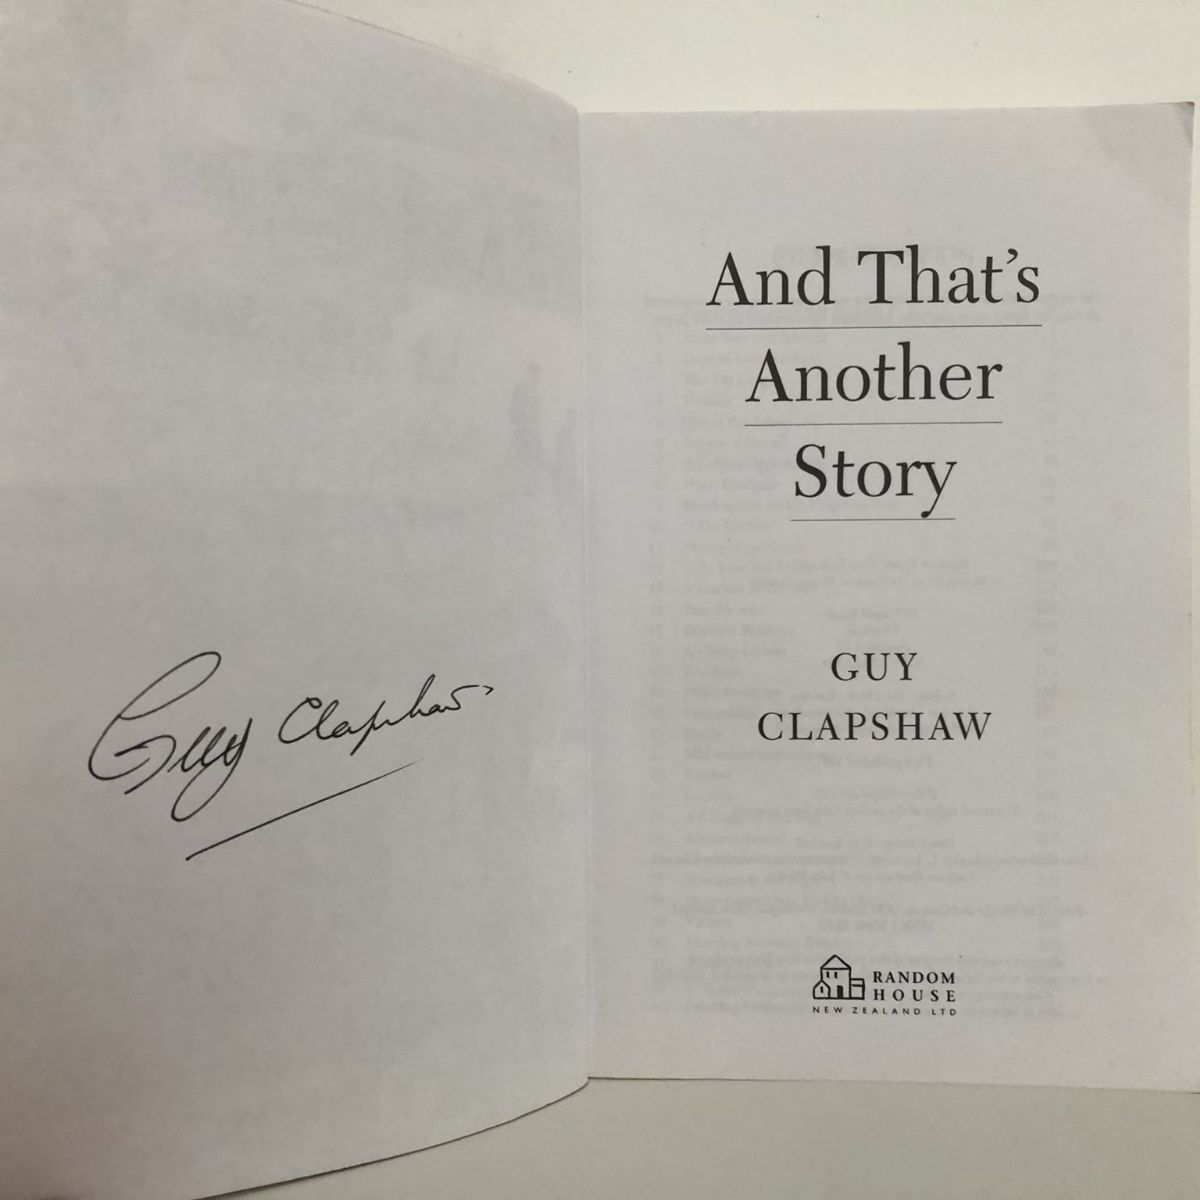 Guy Clapshaw
And That's
Another
Story
GUY
CLAPSHAW
RANDOM
HOUSE
NEW ZEALAND LTD